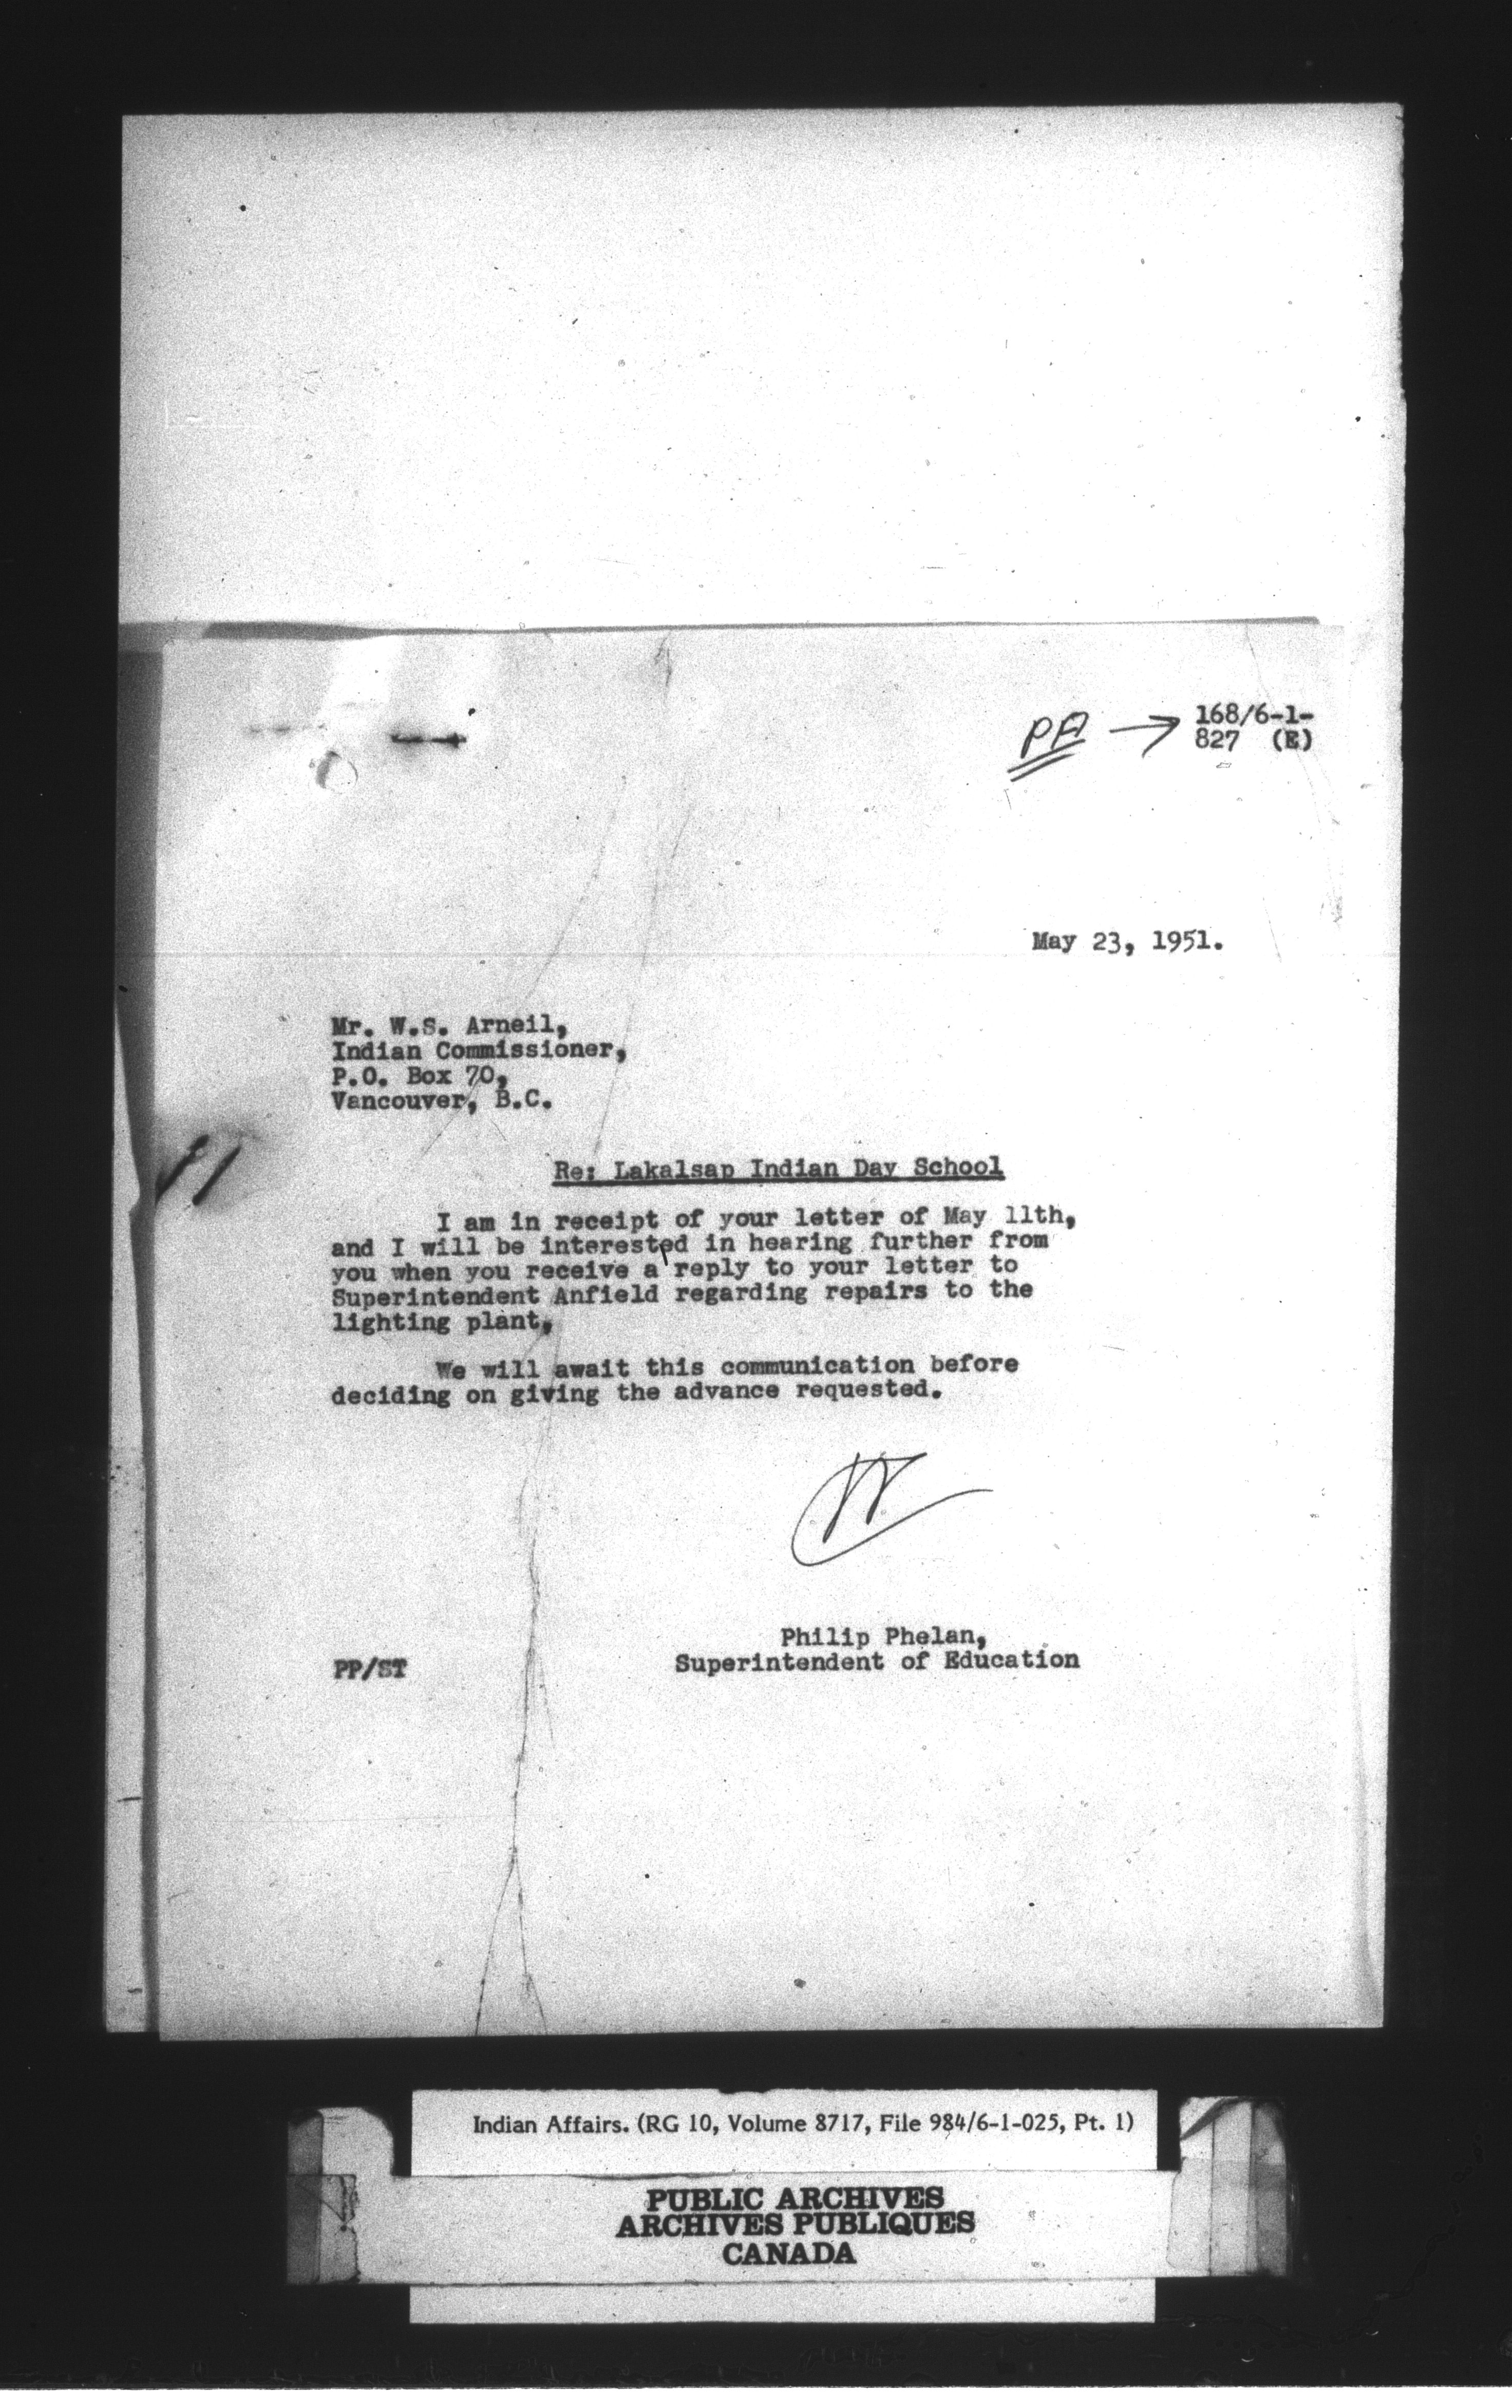 PA → 168/6-1-
827 (E)
May 23, 1951.
Mr. W.S. Arneil,
Indian Commissioner,
P.O. Box 70,
Vancouver, B.C.
Re: Lakalsap Indian Day School
I am in receipt of your letter of May 11th,
and I will be interested in hearing further from
you when you receive a reply to your letter to
Superintendent Anfield regarding repairs to the
lighting plant.
We will await this communication before
deciding on giving the advance requested.
Philip Phelan,
Superintendent of Education
PP/ST
Indian Affairs. (RG 10, Volume 8717, File 984/6-1-025, Pt. 1)
PUBLIC ARCHIVES
ARCHIVES PUBLIQUES
CANADA